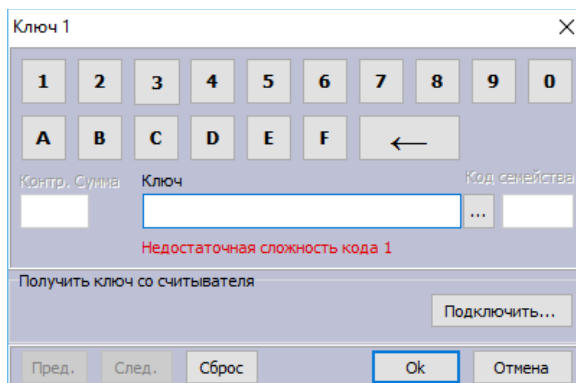 Ключ 1
1 2 3 4 5 6 7 8 9 0
A B C D E F ←
Контр. Сумма Ключ Код семейства
...
Недостаточная сложность кода 1
Получить ключ со считывателя
Подключить...
Пред. След. Сброс Ok Отмена